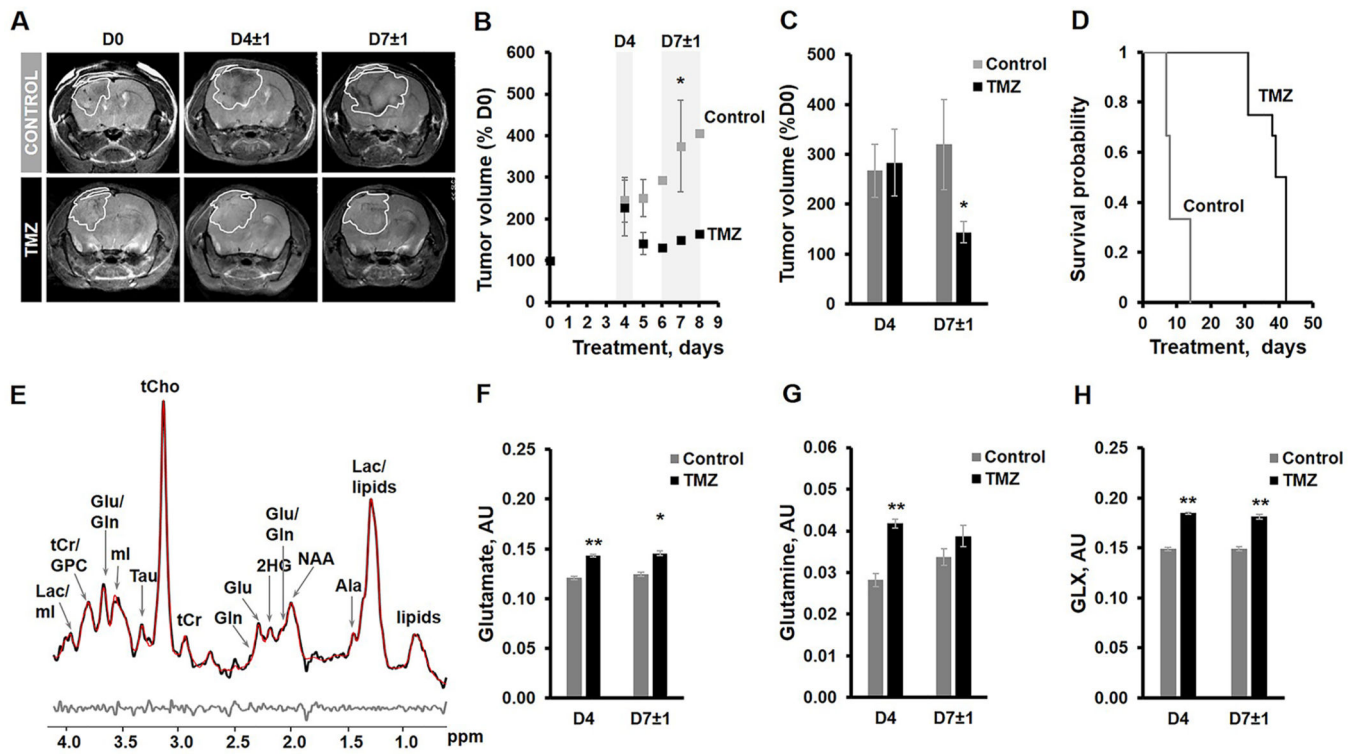 A
D0
D4±1
D7±1
CONTROL
TMZ
B
D4
D7±1
600
500
400
300
200
100
0
*
Control
TMZ
Tumor volume (% D0)
0 1 2 3 4 5 6 7 8 9
Treatment, days
C
500
400
300
200
100
0
Control
TMZ
*
Tumor volume (%D0)
D4
D7±1
D
1
0.8
0.6
0.4
0.2
0
TMZ
Control
Survival probability
0 10 20 30 40 50
Treatment, days
E
tCho
Lac/
lipids
Glu/
Gln
tCr/
GPC
mI
Lac/
mI
Tau
tCr
Glu/
Gln
2HG
NAA
Glu
Gln
Ala
lipids
4.0 3.5 3.0 2.5 2.0 1.5 1.0 ppm
F
0.25
0.20
0.15
0.10
0.05
0.00
Control
TMZ
**
*
Glutamate, AU
D4
D7±1
G
0.06
0.05
0.04
0.03
0.02
0.01
0.00
Control
TMZ
**
Glutamine, AU
D4
D7±1
H
0.25
0.20
0.15
0.10
0.05
0.00
Control
TMZ
**
**
GLX, AU
D4
D7±1